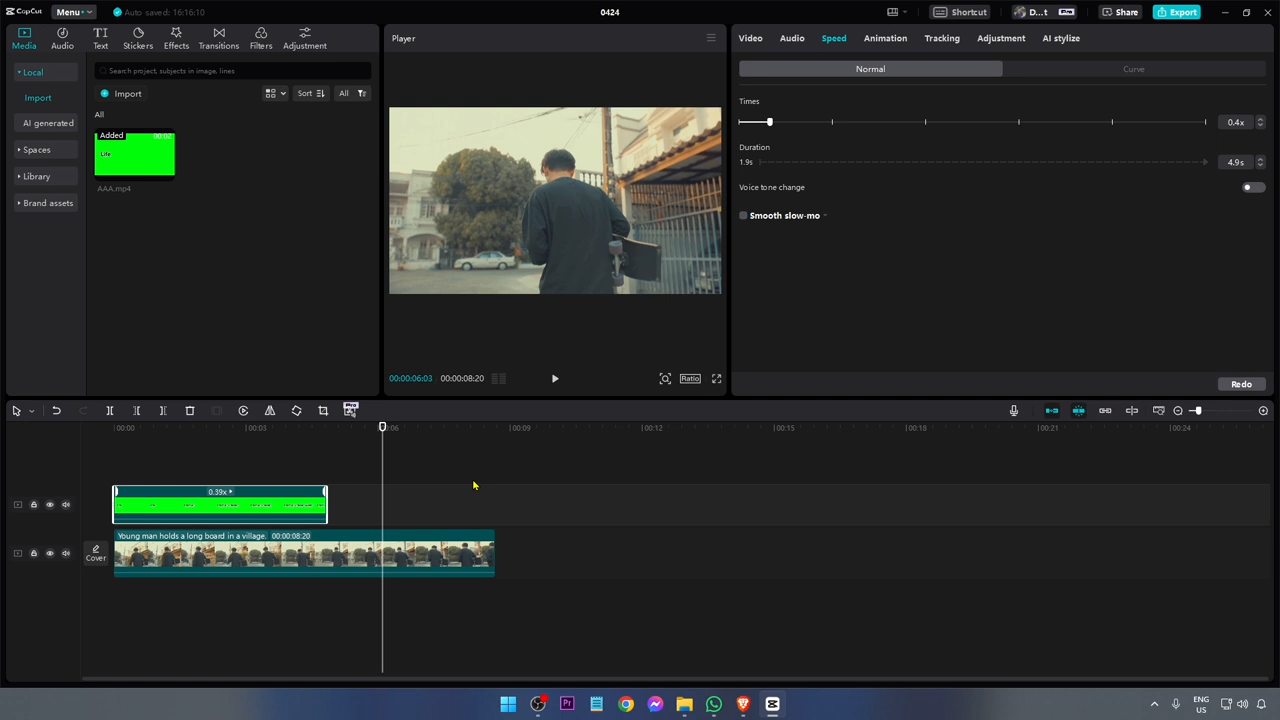 CapCut
Menu
Auto saved: 16:16:10
0424
Shortcut
D...t
Pro
Share
Export
Media
Audio
Text
Stickers
Effects
Transitions
Filters
Adjustment
Local
Import
AI generated
Spaces
Library
Brand assets
Search project, subjects in image, lines
Import
Sort
All
All
Added
00:02
Life
AAA.mp4
Player
00:00:06:03
00:00:08:20
Ratio
Video
Audio
Speed
Animation
Tracking
Adjustment
AI stylize
Normal
Curve
Times
0.4x
Duration
1.9s
4.9s
Voice tone change
Smooth slow-mo
Redo
Pro
00:00
00:03
00:06
00:09
00:12
00:15
00:18
00:21
00:24
0.39x
Cover
Young man holds a long board in a village. 00:00:08:20
ENG
US